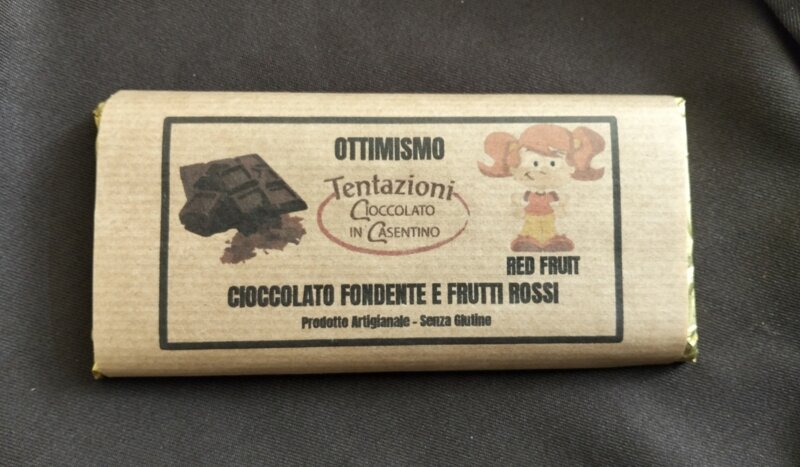 OTTIMISMO
Tentazioni
CIOCCOLATO
IN CASENTINO
RED FRUIT
CIOCCOLATO FONDENTE E FRUTTI ROSSI
Prodotto Artigianale - Senza Glutine